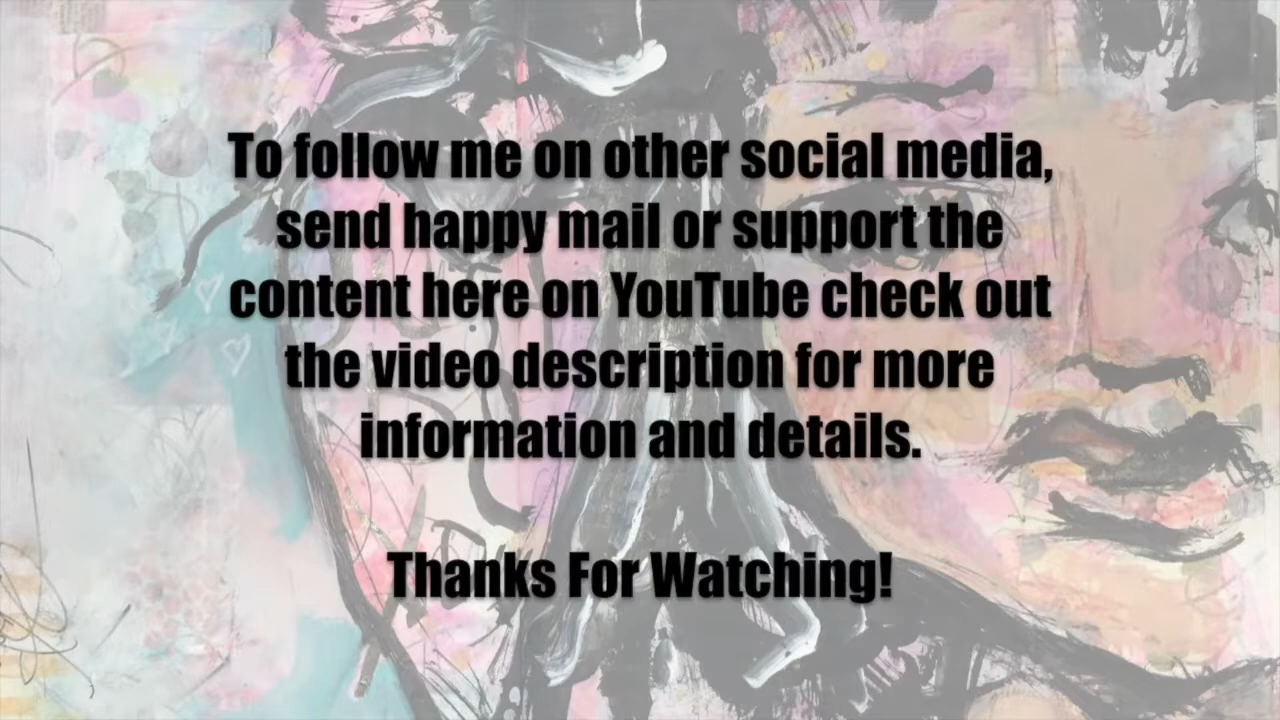 To follow me on other social media,
send happy mail or support the
content here on YouTube check out
the video description for more
information and details.
Thanks For Watching!